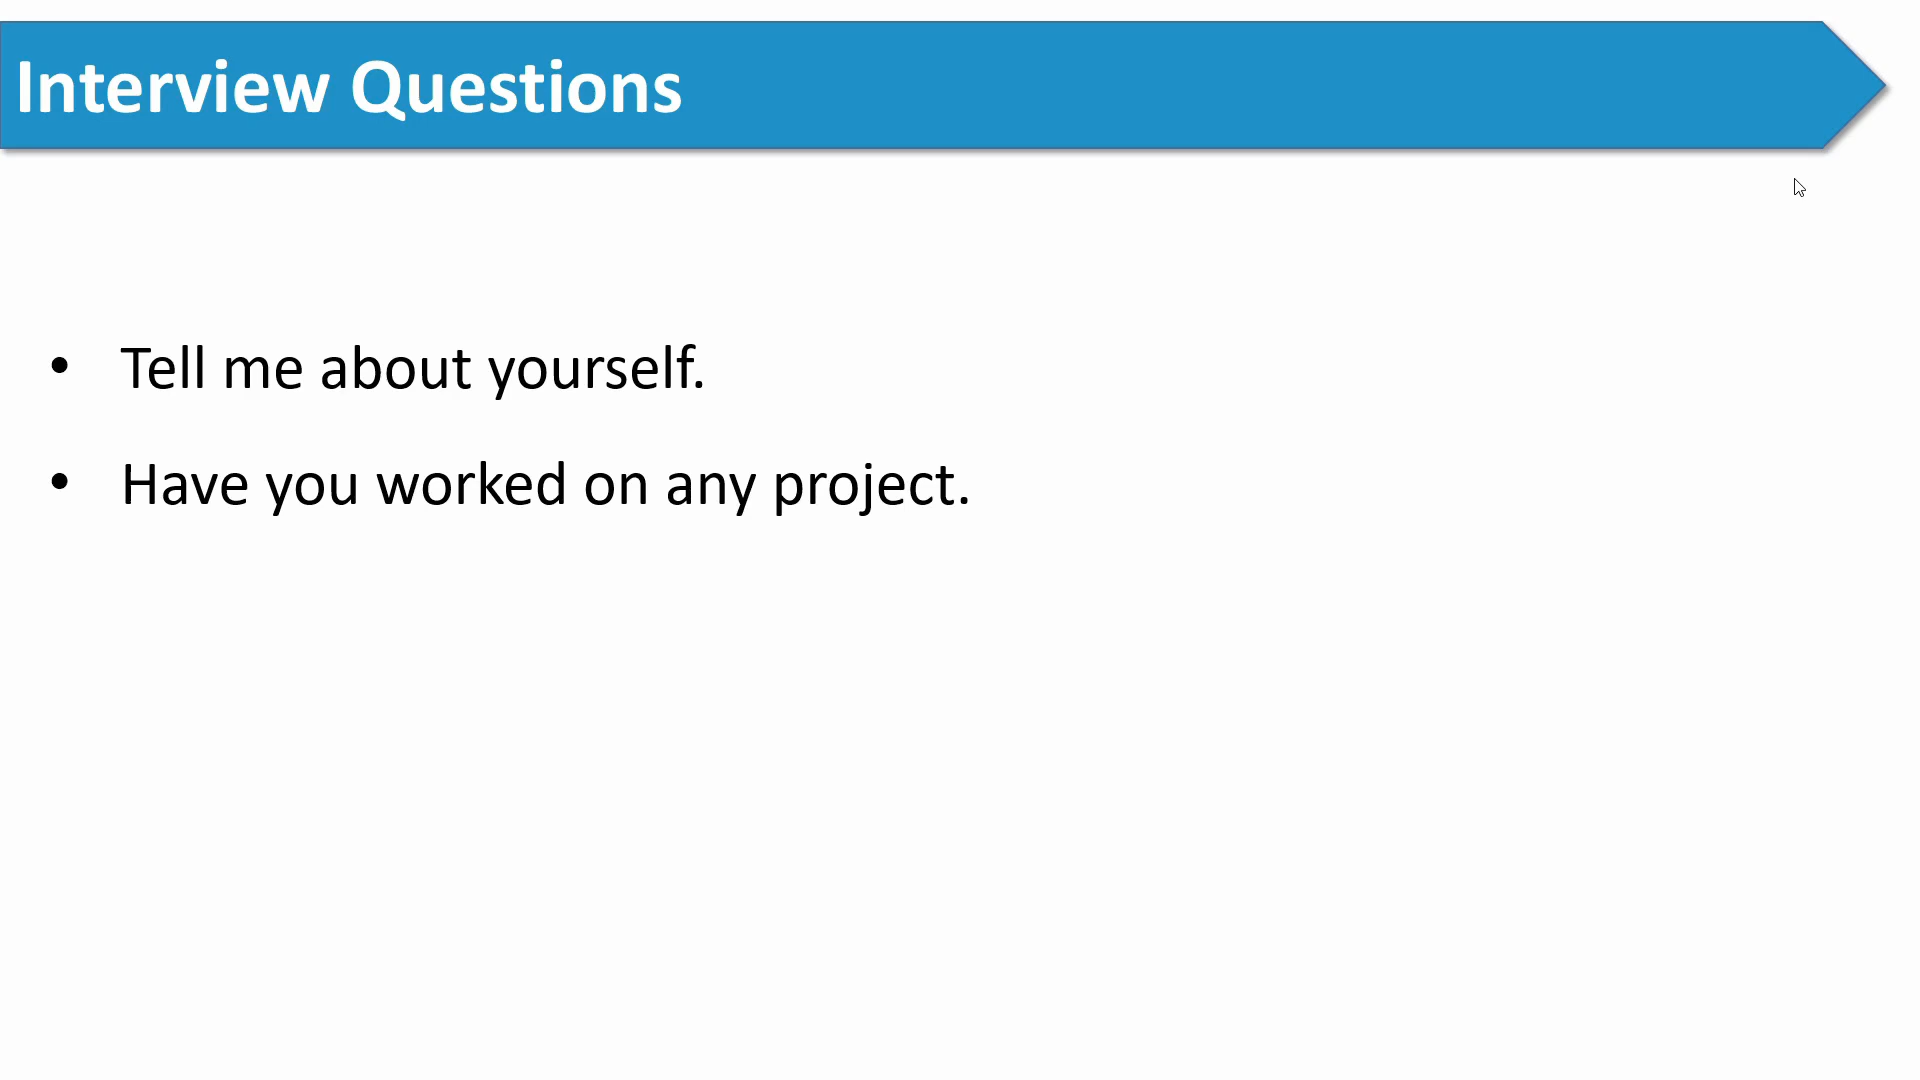 Interview Questions
• Tell me about yourself.
• Have you worked on any project.